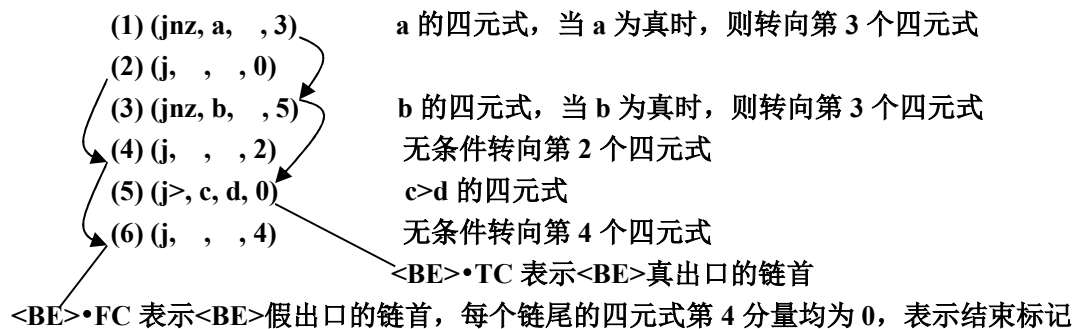 (1) (jnz, a, , 3) a 的四元式，当 a 为真时，则转向第 3 个四元式
(2) (j, , , 0)
(3) (jnz, b, , 5) b 的四元式，当 b 为真时，则转向第 3 个四元式
(4) (j, , , 2) 无条件转向第 2 个四元式
(5) (j>, c, d, 0) c>d 的四元式
(6) (j, , , 4) 无条件转向第 4 个四元式
<BE>•TC 表示<BE>真出口的链首
<BE>•FC 表示<BE>假出口的链首，每个链尾的四元式第 4 分量均为 0，表示结束标记